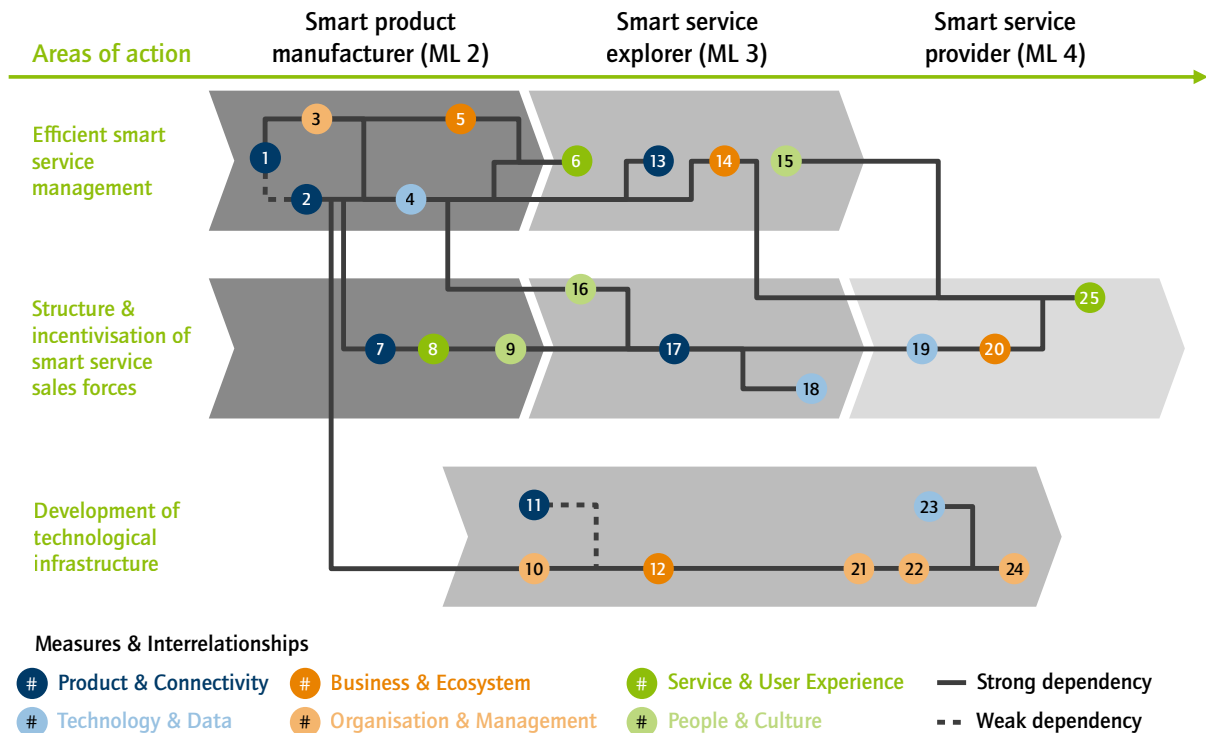 Areas of action
Smart product
manufacturer (ML 2)
Smart service
explorer (ML 3)
Smart service
provider (ML 4)
Efficient smart
service
management
1
2
3
4
5
6
13
14
15
Structure &
incentivisation of
smart service
sales forces
7
8
9
16
17
18
19
20
25
Development of
technological
infrastructure
10
11
12
21
22
23
24
Measures & Interrelationships
# Product & Connectivity
# Business & Ecosystem
# Service & User Experience
Strong dependency
# Technology & Data
# Organisation & Management
# People & Culture
Weak dependency